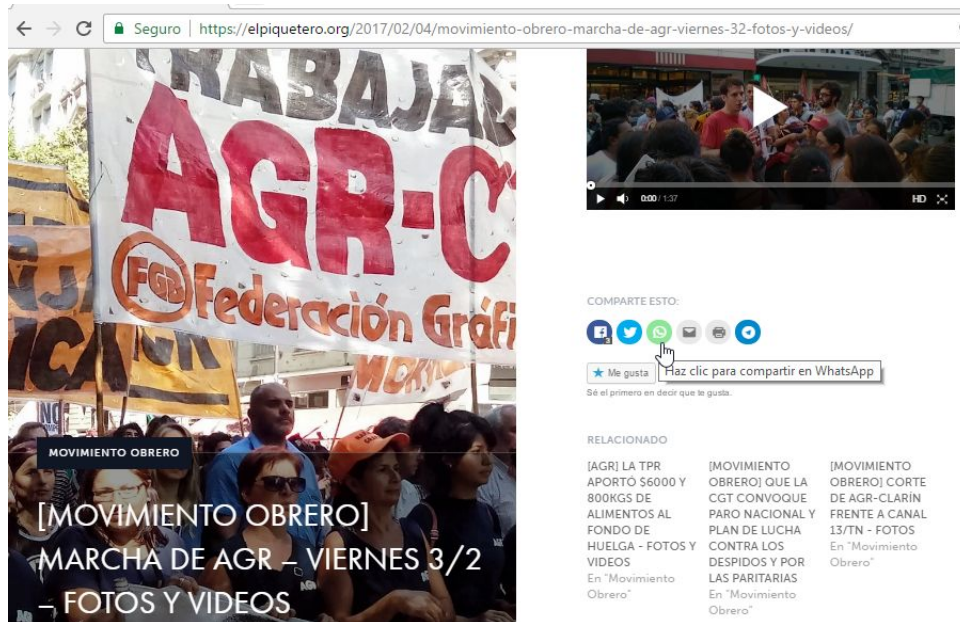 Seguro
https://elpiquetero.org/2017/02/04/movimiento-obrero-marcha-de-agr-viernes-32-fotos-y-videos/
TRABAJAD
AGR-C
FGB Federación Gráfi
MOVIMIENTO OBRERO
[MOVIMIENTO OBRERO]
MARCHA DE AGR – VIERNES 3/2
– FOTOS Y VIDEOS
0:00 / 1:37
HD
COMPARTE ESTO:
3
Me gusta
Haz clic para compartir en WhatsApp
Sé el primero en decir que te gusta.
RELACIONADO
[AGR] LA TPR
APORTÓ $6000 Y
800KGS DE
ALIMENTOS AL
FONDO DE
HUELGA - FOTOS Y
VIDEOS
En "Movimiento
Obrero"
[MOVIMIENTO
OBRERO] QUE LA
CGT CONVOQUE
PARO NACIONAL Y
PLAN DE LUCHA
CONTRA LOS
DESPIDOS Y POR
LAS PARITARIAS
En "Movimiento
Obrero"
[MOVIMIENTO
OBRERO] CORTE
DE AGR-CLARÍN
FRENTE A CANAL
13/TN - FOTOS
En "Movimiento
Obrero"